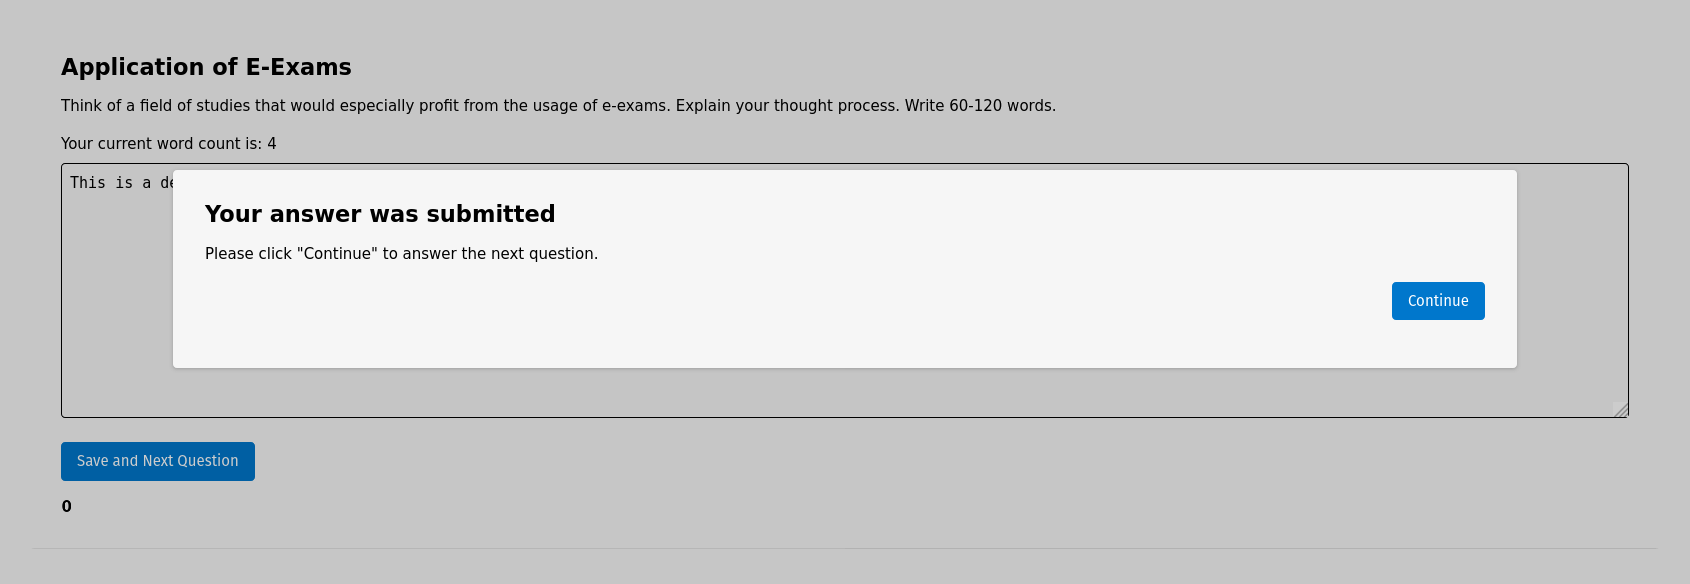 Application of E-Exams
Think of a field of studies that would especially profit from the usage of e-exams. Explain your thought process. Write 60-120 words.
Your current word count is: 4
This is a
Your answer was submitted
Please click "Continue" to answer the next question.
Continue
Save and Next Question
0